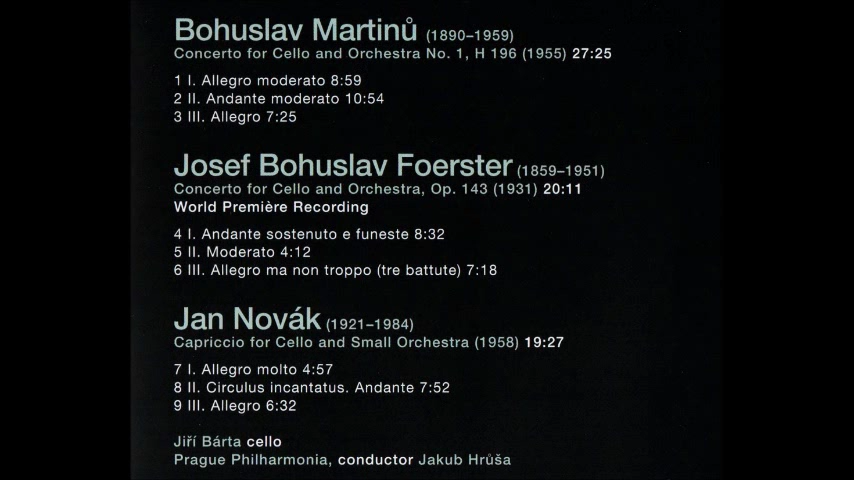 Bohuslav Martinů (1890–1959)
Concerto for Cello and Orchestra No. 1, H 196 (1955) 27:25
1 I. Allegro moderato 8:59
2 II. Andante moderato 10:54
3 III. Allegro 7:25
Josef Bohuslav Foerster (1859–1951)
Concerto for Cello and Orchestra, Op. 143 (1931) 20:11
World Première Recording
4 I. Andante sostenuto e funeste 8:32
5 II. Moderato 4:12
6 III. Allegro ma non troppo (tre battute) 7:18
Jan Novák (1921–1984)
Capriccio for Cello and Small Orchestra (1958) 19:27
7 I. Allegro molto 4:57
8 II. Circulus incantatus. Andante 7:52
9 III. Allegro 6:32
Jiří Bárta cello
Prague Philharmonia, conductor Jakub Hrůša